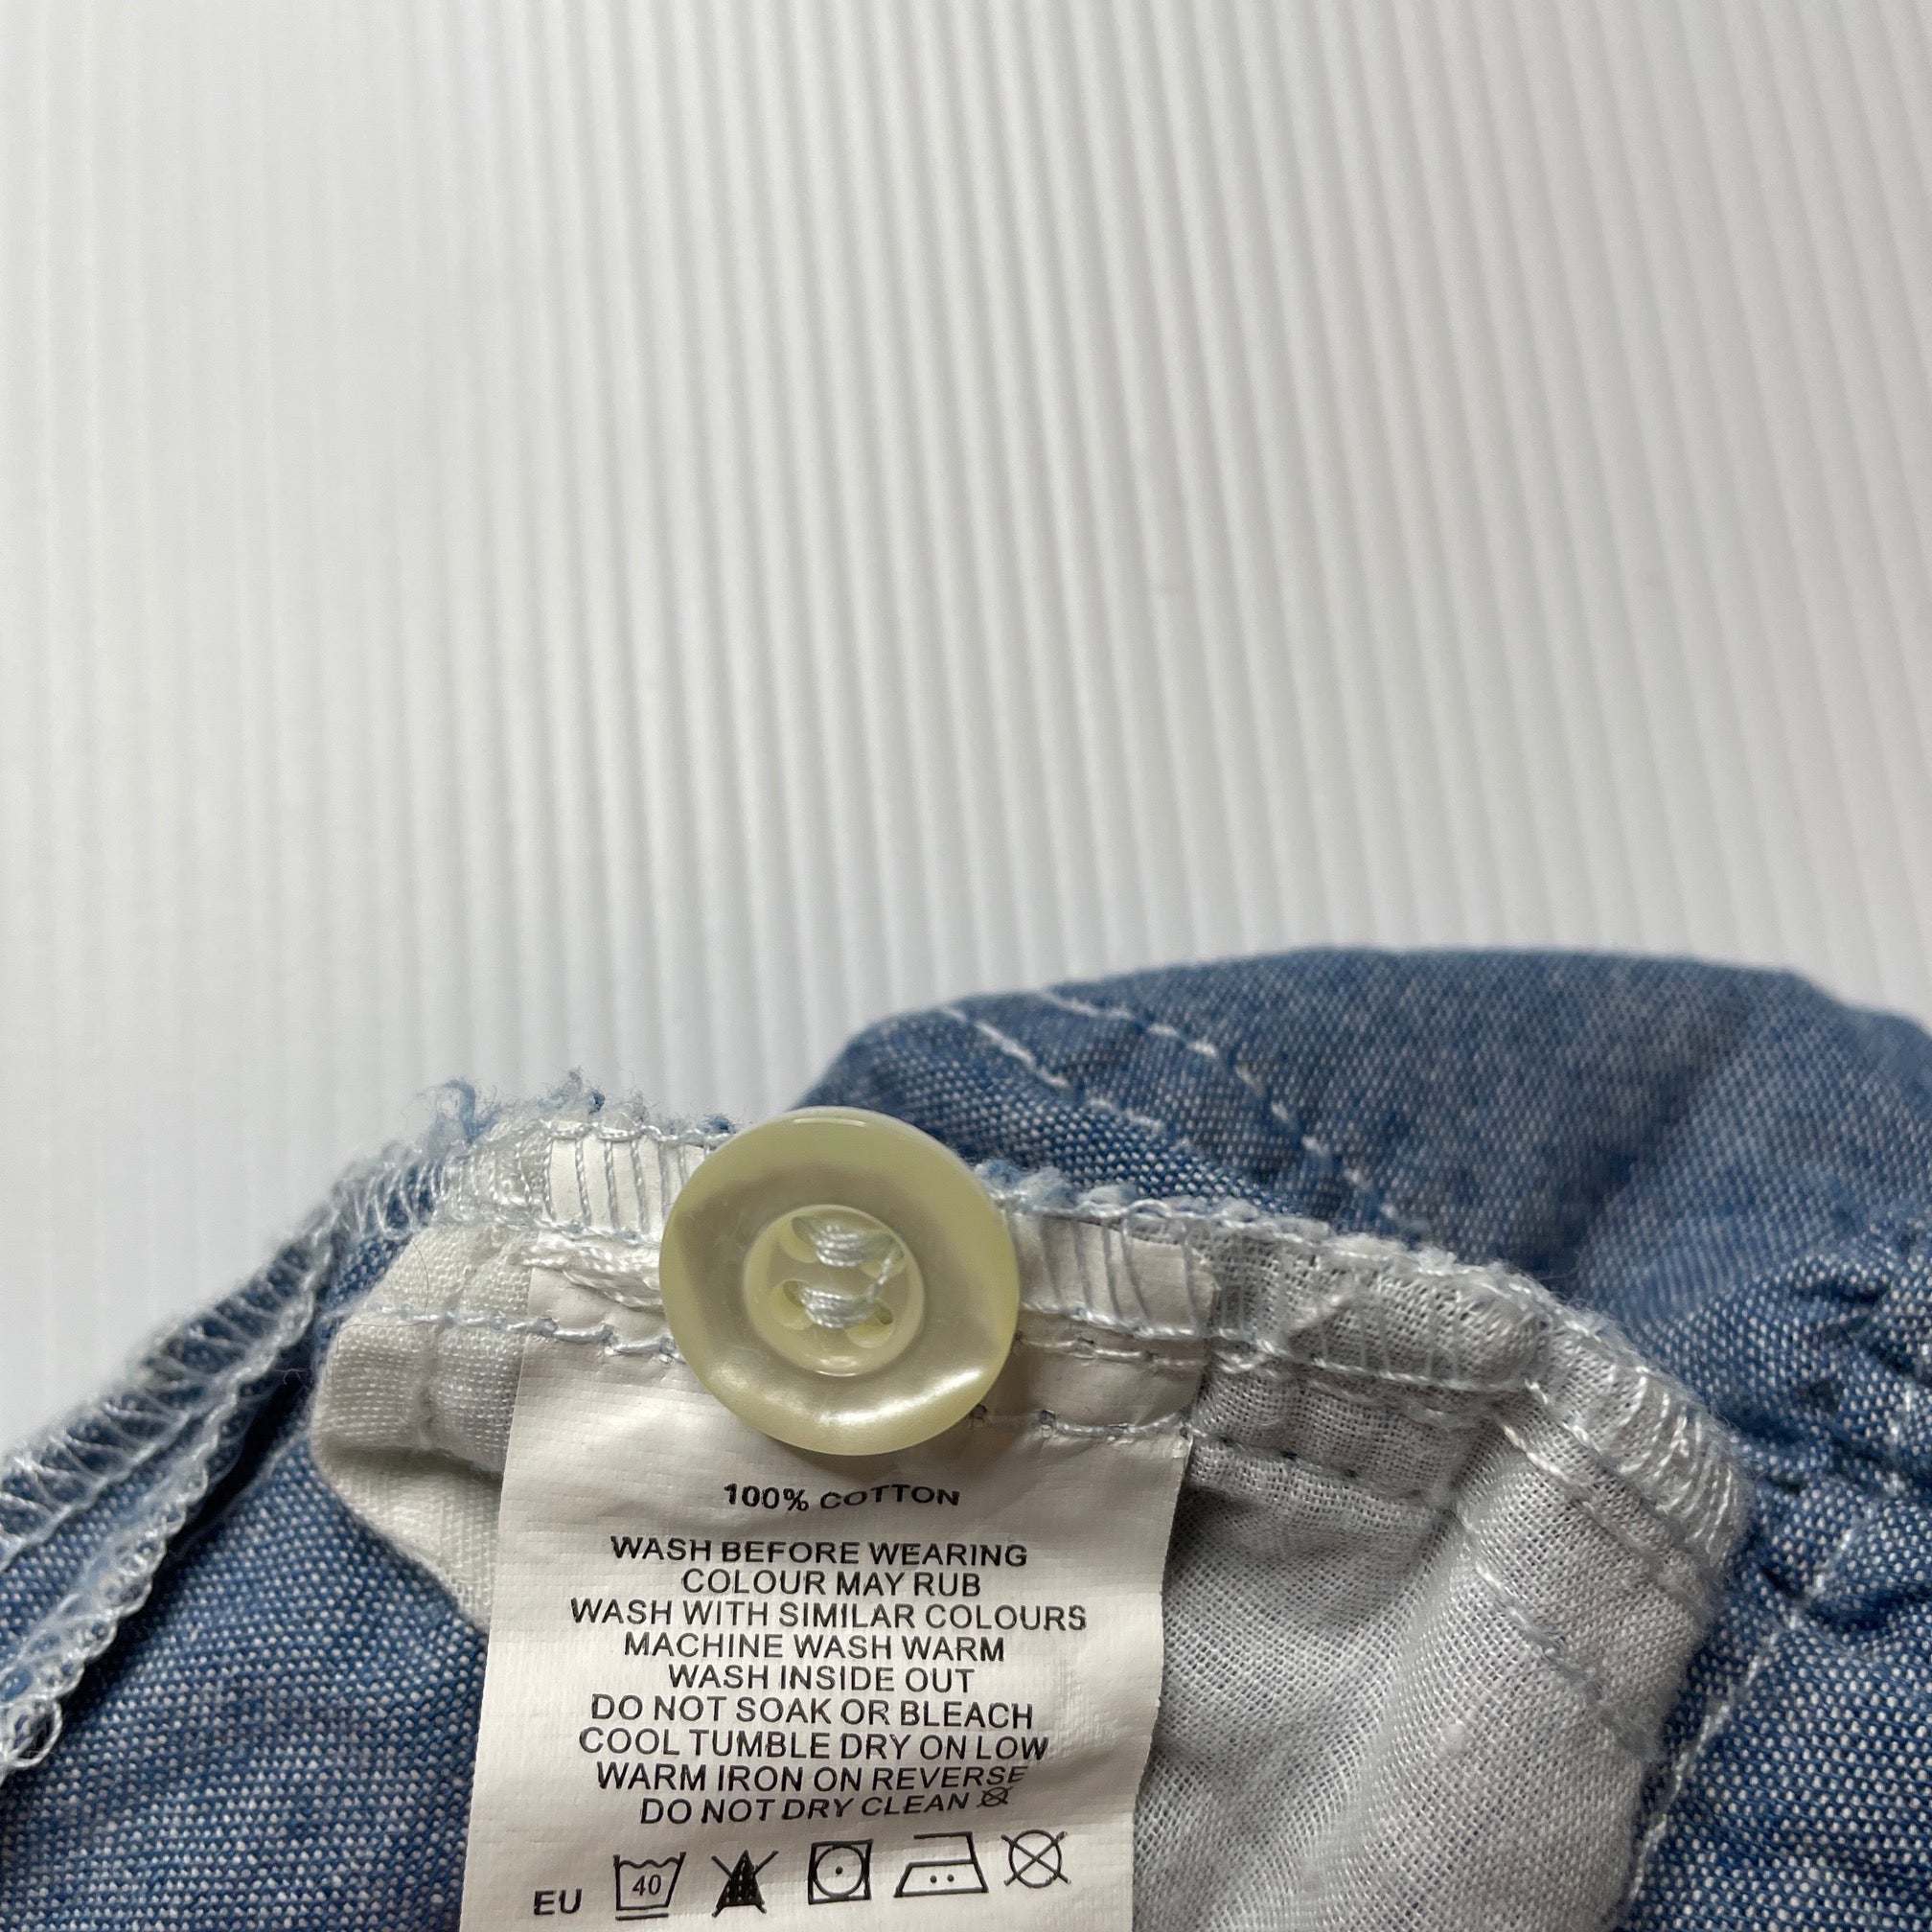 100% COTTON
WASH BEFORE WEARING
COLOUR MAY RUB
WASH WITH SIMILAR COLOURS
MACHINE WASH WARM
WASH INSIDE OUT
DO NOT SOAK OR BLEACH
COOL TUMBLE DRY ON LOW
WARM IRON ON REVERSE
DO NOT DRY CLEAN
EU 40